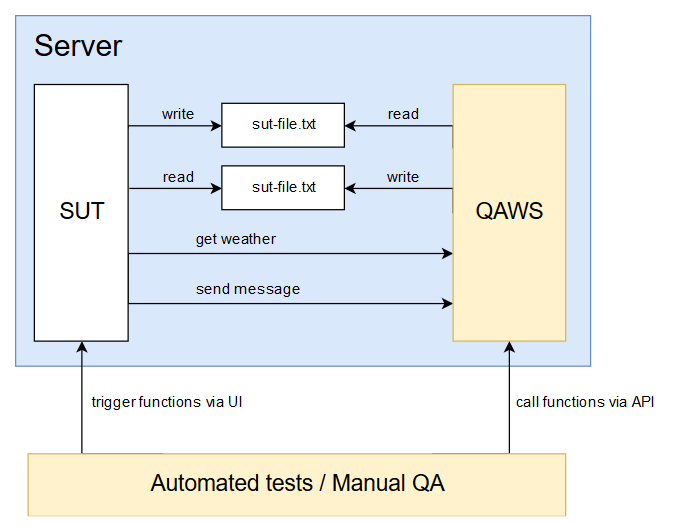 Server
write
sut-file.txt
read
read
sut-file.txt
write
SUT
QAWS
get weather
send message
trigger functions via UI
call functions via API
Automated tests / Manual QA